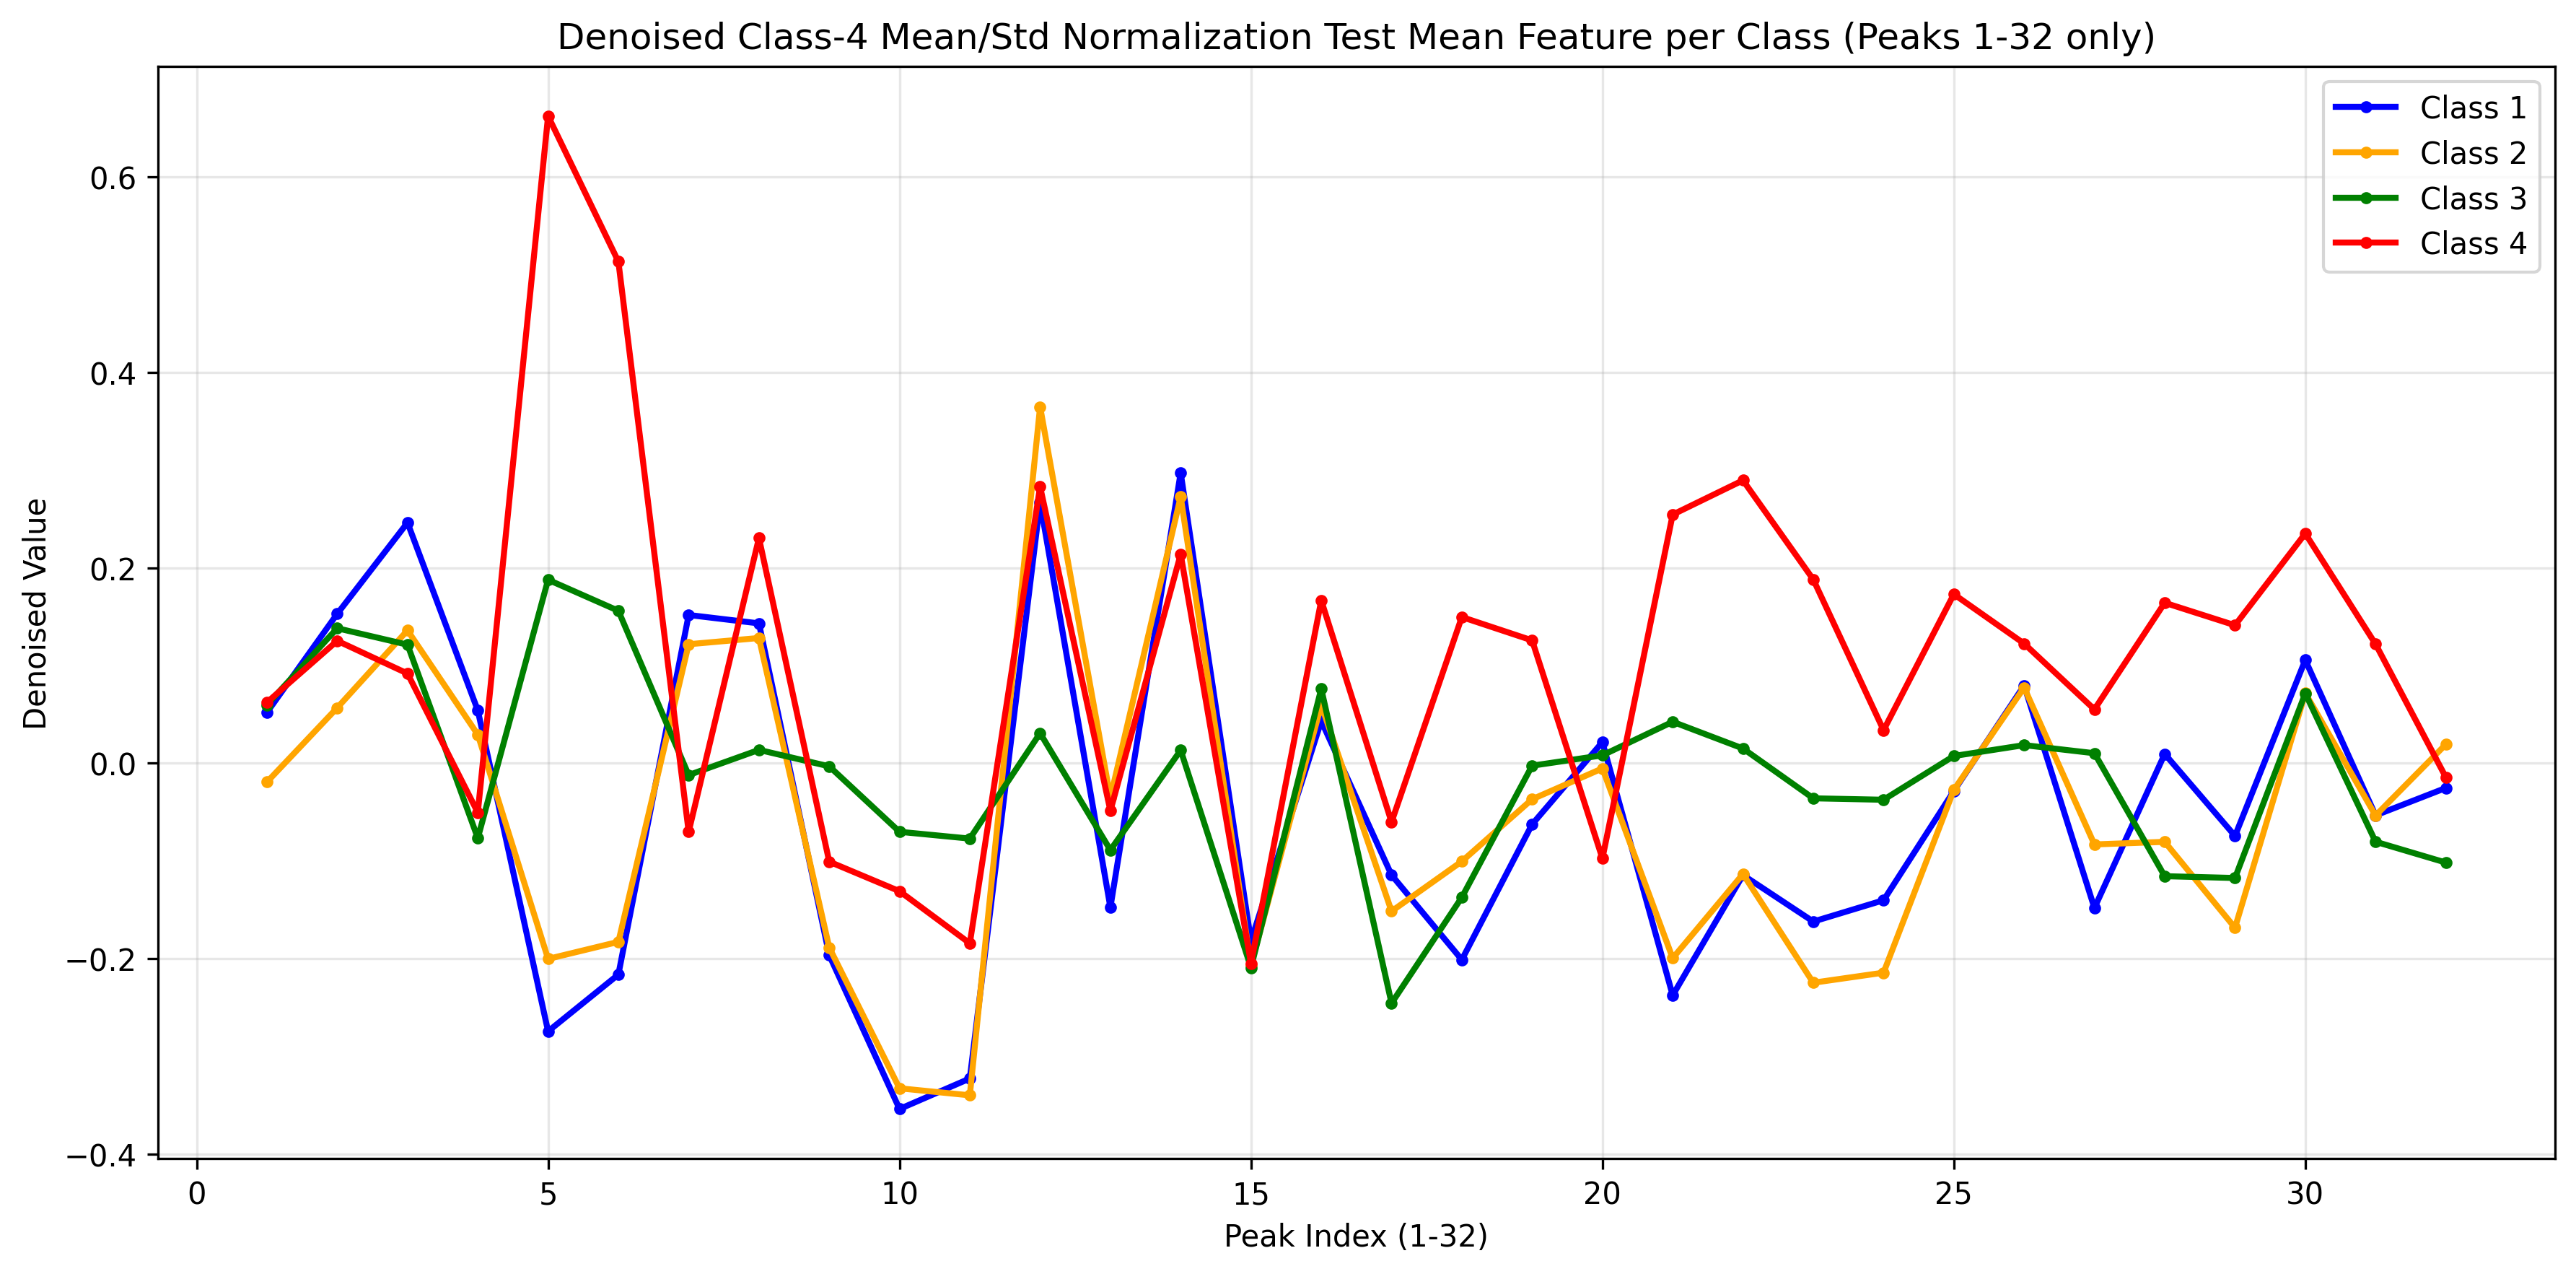 Denoised Class-4 Mean/Std Normalization Test Mean Feature per Class (Peaks 1-32 only)
Class 1
Class 2
Class 3
Class 4
Denoised Value
0.6
0.4
0.2
0.0
−0.2
−0.4
0 5 10 15 20 25 30
Peak Index (1-32)